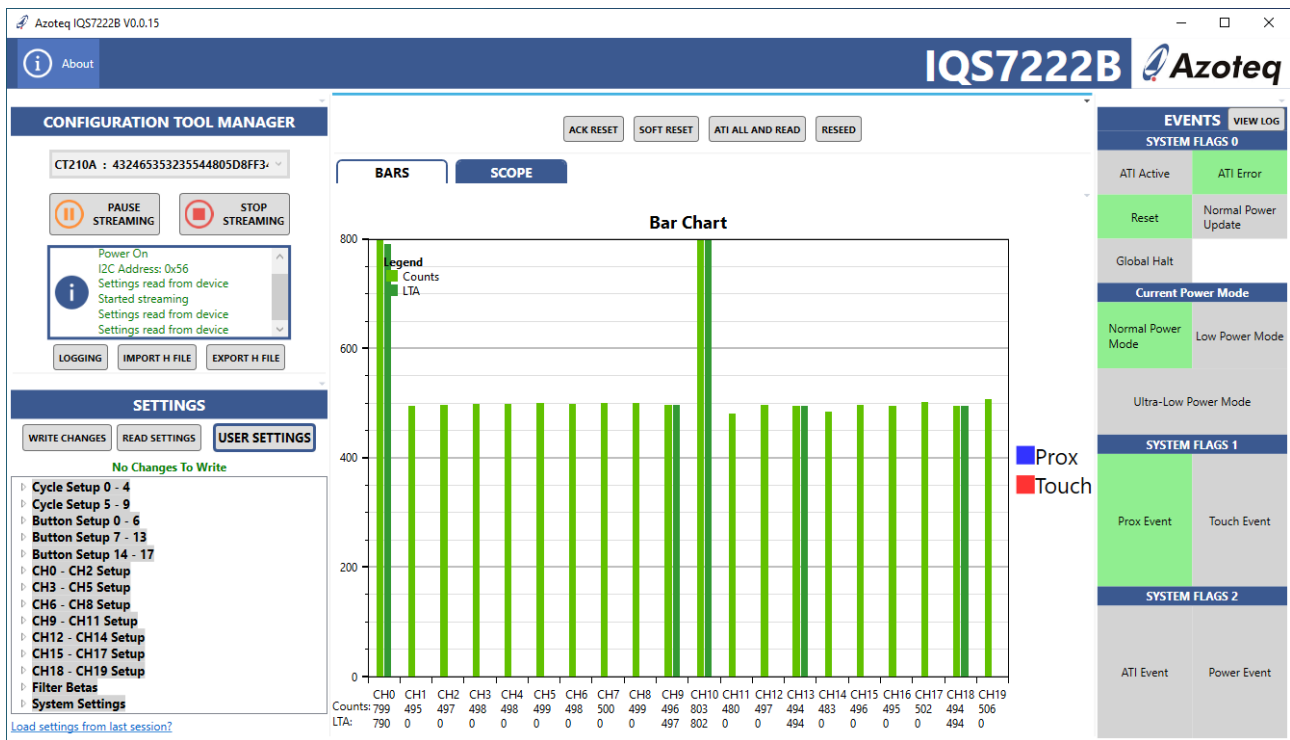 Azoteq IQS7222B V0.0.15
About
IQS7222B
Azoteq
CONFIGURATION TOOL MANAGER
CT210A : 432465353235544805D8FF34
PAUSE
STREAMING
STOP
STREAMING
Power On
I2C Address: 0x56
Settings read from device
Started streaming
Settings read from device
Settings read from device
LOGGING
IMPORT H FILE
EXPORT H FILE
SETTINGS
WRITE CHANGES
READ SETTINGS
USER SETTINGS
No Changes To Write
Cycle Setup 0 - 4
Cycle Setup 5 - 9
Button Setup 0 - 6
Button Setup 7 - 13
Button Setup 14 - 17
CH0 - CH2 Setup
CH3 - CH5 Setup
CH6 - CH8 Setup
CH9 - CH11 Setup
CH12 - CH14 Setup
CH15 - CH17 Setup
CH18 - CH19 Setup
Filter Betas
System Settings
Load settings from last session?
ACK RESET
SOFT RESET
ATI ALL AND READ
RESEED
BARS
SCOPE
Bar Chart
800
600
400
200
0
Legend
Counts
LTA
CH0 CH1 CH2 CH3 CH4 CH5 CH6 CH7 CH8 CH9 CH10 CH11 CH12 CH13 CH14 CH15 CH16 CH17 CH18 CH19
Counts: 799 495 497 498 498 499 498 500 499 496 803 480 497 494 483 496 495 502 494 506
LTA: 790 0 0 0 0 0 0 0 0 497 802 0 0 494 0 0 0 0 494 0
Prox
Touch
EVENTS
VIEW LOG
SYSTEM FLAGS 0
ATI Active
ATI Error
Reset
Normal Power
Update
Global Halt
Current Power Mode
Normal Power
Mode
Low Power Mode
Ultra-Low Power Mode
SYSTEM FLAGS 1
Prox Event
Touch Event
SYSTEM FLAGS 2
ATI Event
Power Event